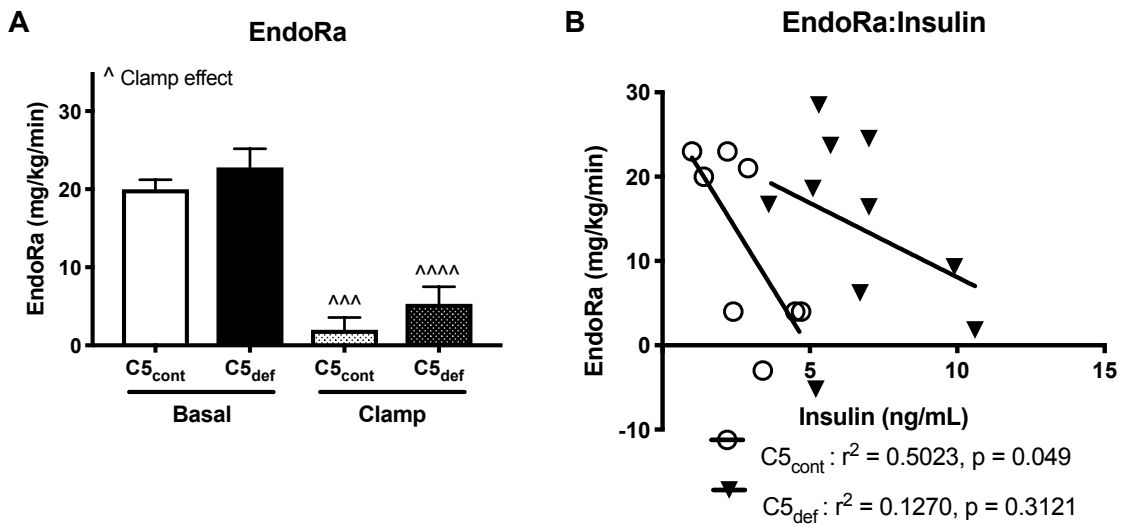 A
EndoRa
^ Clamp effect
EndoRa (mg/kg/min)
30
20
10
0
^^^
^^^^
C5cont
C5def
C5cont
C5def
Basal
Clamp
B
EndoRa:Insulin
EndoRa (mg/kg/min)
30
20
10
0
-10
5
10
15
Insulin (ng/mL)
C5cont : r² = 0.5023, p = 0.049
C5def : r² = 0.1270, p = 0.3121